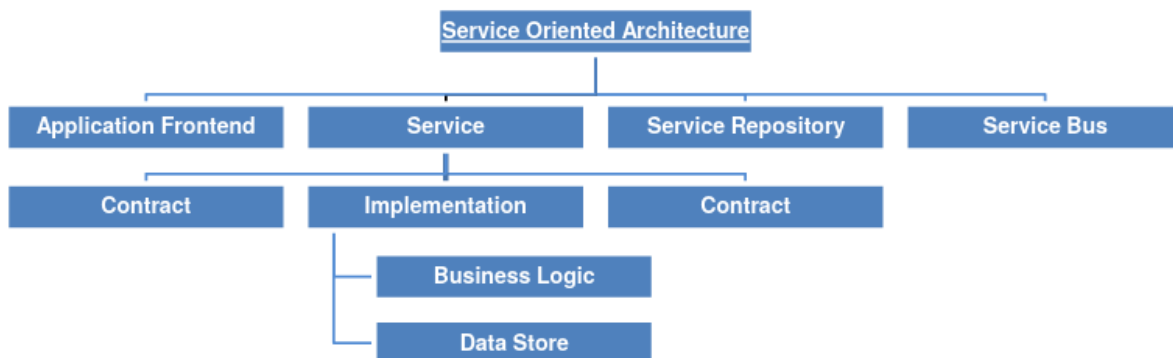 Service Oriented Architecture
Application Frontend
Service
Service Repository
Service Bus
Contract
Implementation
Contract
Business Logic
Data Store